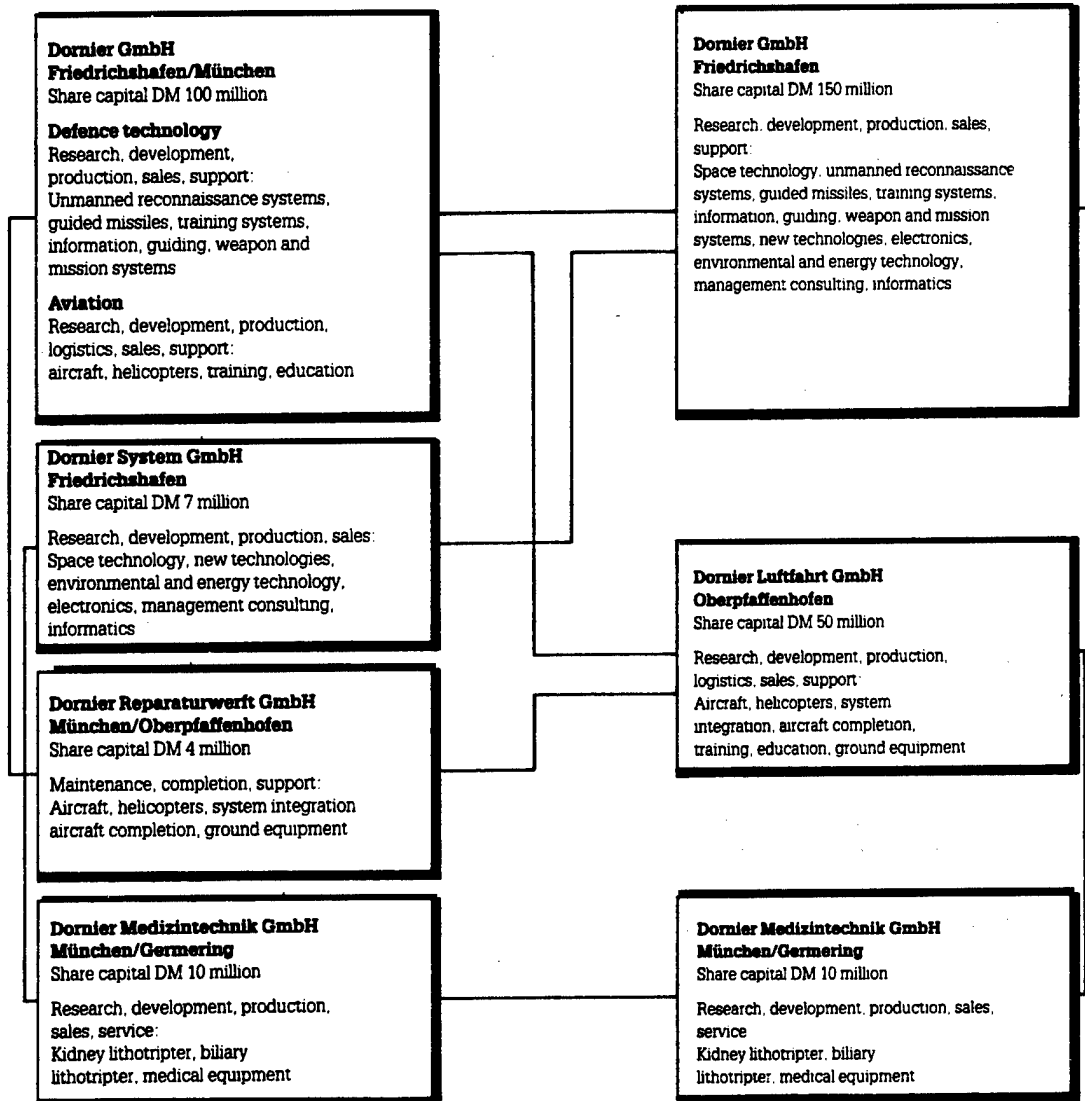 Dornier GmbH
Friedrichshafen/München
Share capital DM 100 million
Defence technology
Research, development,
production, sales, support:
Unmanned reconnaissance systems,
guided missiles, training systems,
information, guiding, weapon and
mission systems
Aviation
Research, development, production,
logistics, sales, support:
aircraft, helicopters, training, education
Dornier System GmbH
Friedrichshafen
Share capital DM 7 million
Research, development, production, sales:
Space technology, new technologies,
environmental and energy technology,
electronics, management consulting,
informatics
Dornier Reparaturwerft GmbH
München/Oberpfaffenhofen
Share capital DM 4 million
Maintenance, completion, support:
Aircraft, helicopters, system integration
aircraft completion, ground equipment
Dornier Medizintechnik GmbH
München/Germering
Share capital DM 10 million
Research, development, production,
sales, service:
Kidney lithotripter, biliary
lithotripter, medical equipment
Dornier GmbH
Friedrichshafen
Share capital DM 150 million
Research, development, production, sales,
support:
Space technology, unmanned reconnaissance
systems, guided missiles, training systems,
information, guiding, weapon and mission
systems, new technologies, electronics,
environmental and energy technology,
management consulting, informatics
Dornier Luftfahrt GmbH
Oberpfaffenhofen
Share capital DM 50 million
Research, development, production,
logistics, sales, support:
Aircraft, helicopters, system
integration, aircraft completion,
training, education, ground equipment
Dornier Medizintechnik GmbH
München/Germering
Share capital DM 10 million
Research, development, production, sales,
service
Kidney lithotripter, biliary
lithotripter, medical equipment